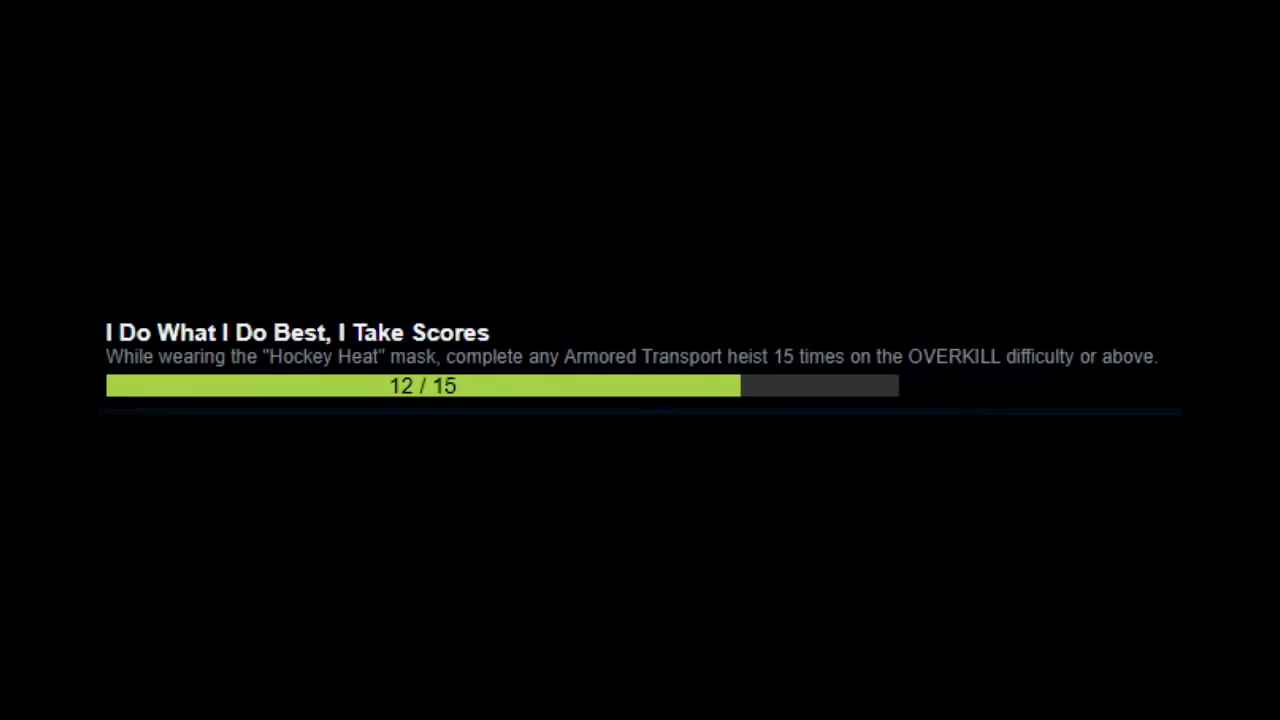 I Do What I Do Best, I Take Scores
While wearing the "Hockey Heat" mask, complete any Armored Transport heist 15 times on the OVERKILL difficulty or above.
12 / 15